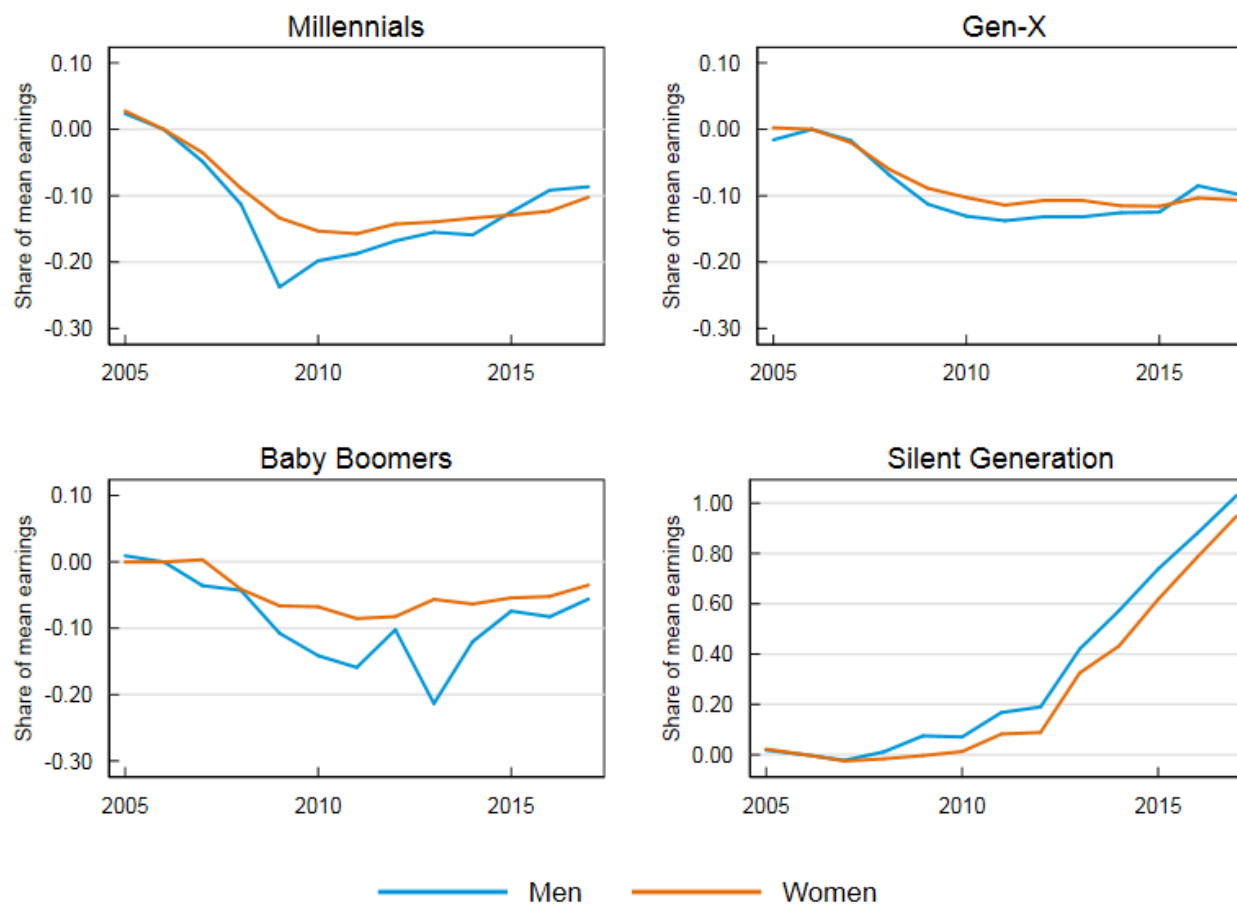 Millennials
Share of mean earnings
0.10
0.00
-0.10
-0.20
-0.30
2005 2010 2015
Gen-X
Share of mean earnings
0.10
0.00
-0.10
-0.20
-0.30
2005 2010 2015
Baby Boomers
Share of mean earnings
0.10
0.00
-0.10
-0.20
-0.30
2005 2010 2015
Silent Generation
Share of mean earnings
1.00
0.80
0.60
0.40
0.20
0.00
2005 2010 2015
Men Women